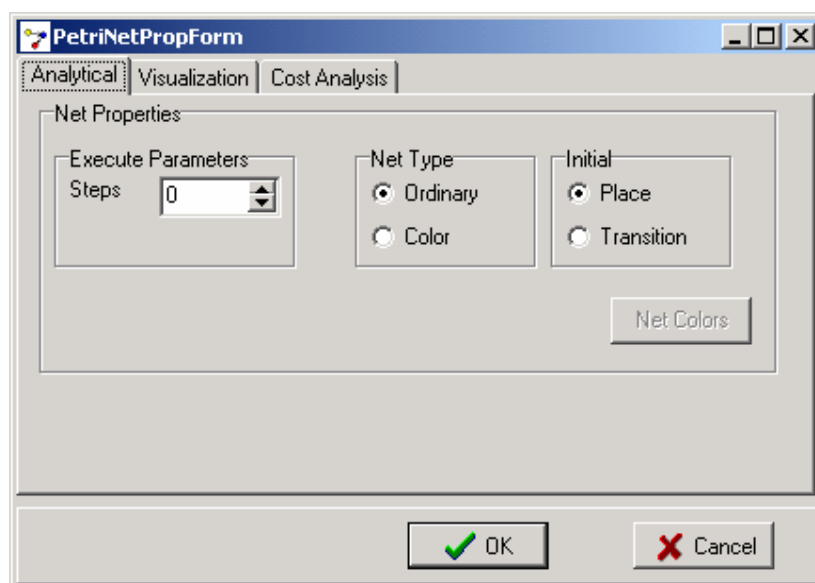 PetriNetPropForm
Analytical Visualization Cost Analysis
Net Properties
Execute Parameters
Steps 0
Net Type
Ordinary
Color
Initial
Place
Transition
Net Colors
OK Cancel